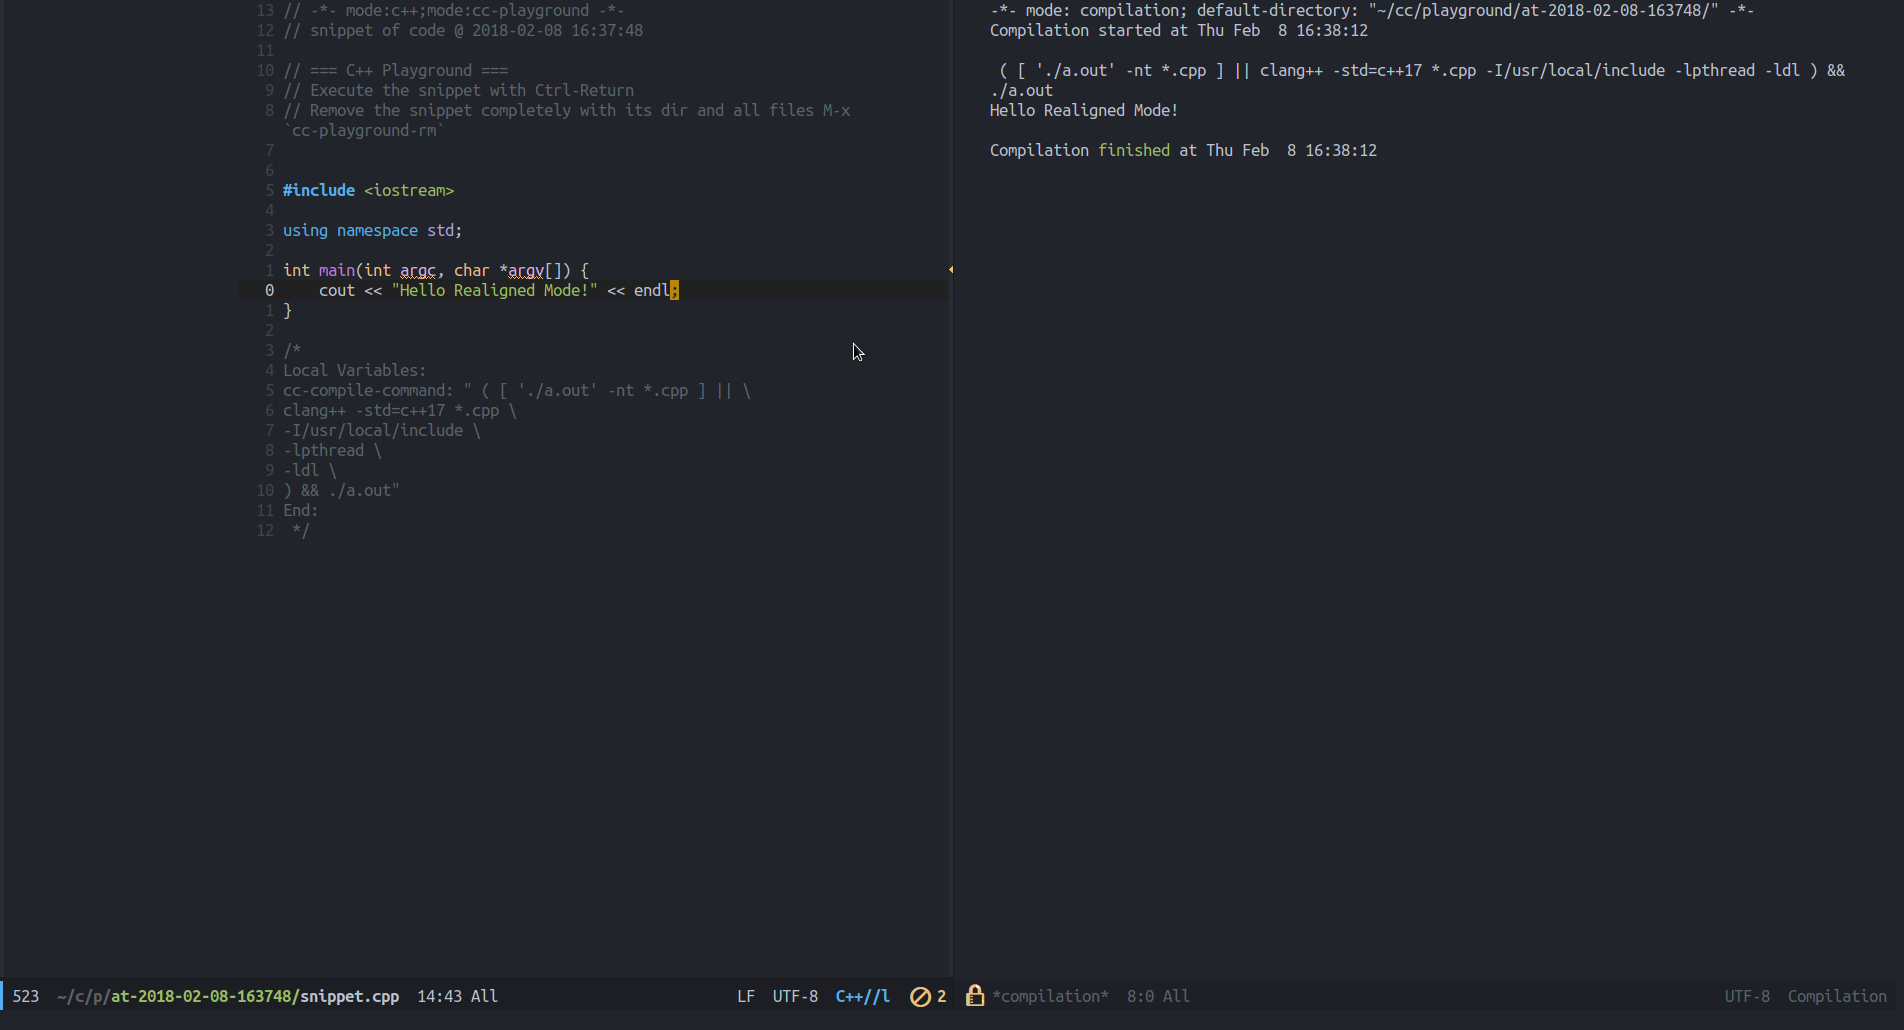 13 // -*- mode:c++;mode:cc-playground -*-
12 // snippet of code @ 2018-02-08 16:37:48
11
10 // === C++ Playground ===
9 // Execute the snippet with Ctrl-Return
8 // Remove the snippet completely with its dir and all files M-x
`cc-playground-rm`
7
6
5 #include <iostream>
4
3 using namespace std;
2
1 int main(int argc, char *argv[]) {
0     cout << "Hello Realigned Mode!" << endl;
1 }
2
3 /*
4 Local Variables:
5 cc-compile-command: " ( [ './a.out' -nt *.cpp ] || \
6 clang++ -std=c++17 *.cpp \
7 -I/usr/local/include \
8 -lpthread \
9 -ldl \
10 ) && ./a.out"
11 End:
12  */
523 ~/c/p/at-2018-02-08-163748/snippet.cpp 14:43 All LF UTF-8 C++//l 2
-*- mode: compilation; default-directory: "~/cc/playground/at-2018-02-08-163748/" -*-
Compilation started at Thu Feb  8 16:38:12
 ( [ './a.out' -nt *.cpp ] || clang++ -std=c++17 *.cpp -I/usr/local/include -lpthread -ldl ) &&
./a.out
Hello Realigned Mode!
Compilation finished at Thu Feb  8 16:38:12
*compilation* 8:0 All UTF-8 Compilation